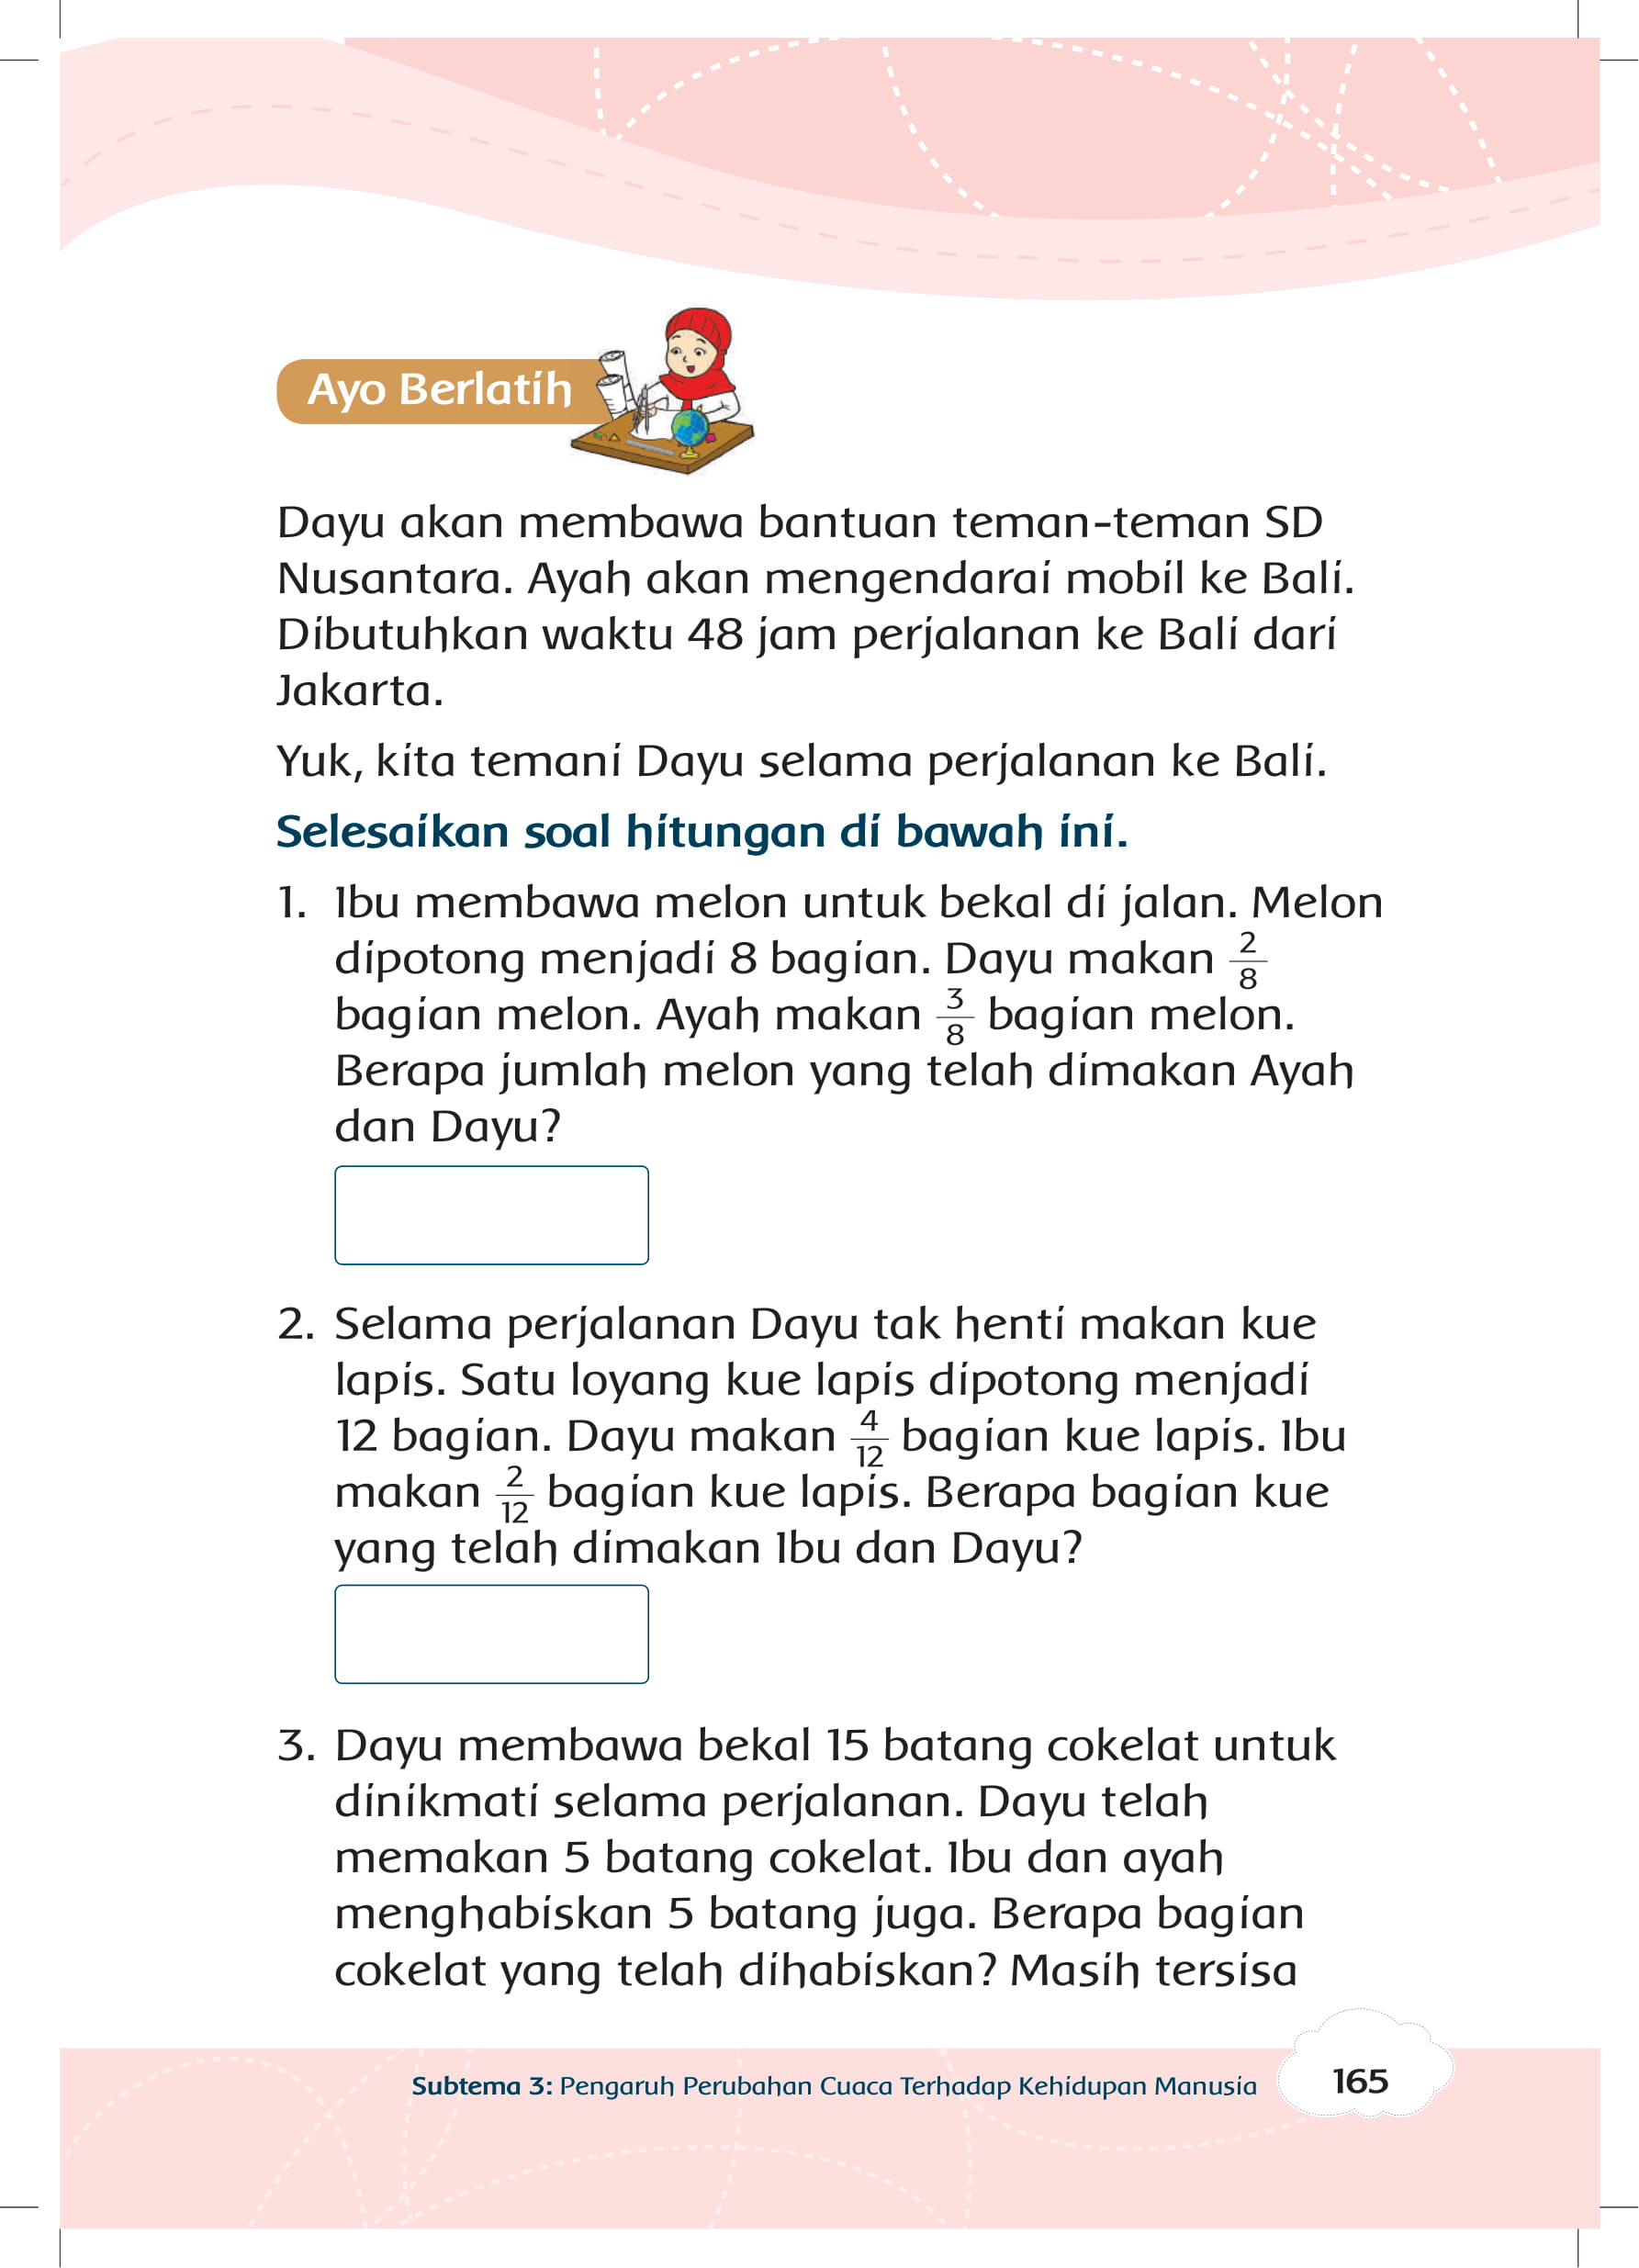 Ayo Berlatih
Dayu akan membawa bantuan teman-teman SD
Nusantara. Ayah akan mengendarai mobil ke Bali.
Dibutuhkan waktu 48 jam perjalanan ke Bali dari
Jakarta.
Yuk, kita temani Dayu selama perjalanan ke Bali.
Selesaikan soal hitungan di bawah ini.
1. Ibu membawa melon untuk bekal di jalan. Melon
dipotong menjadi 8 bagian. Dayu makan 2/8
bagian melon. Ayah makan 3/8 bagian melon.
Berapa jumlah melon yang telah dimakan Ayah
dan Dayu?
2. Selama perjalanan Dayu tak henti makan kue
lapis. Satu loyang kue lapis dipotong menjadi
12 bagian. Dayu makan 4/12 bagian kue lapis. Ibu
makan 2/12 bagian kue lapis. Berapa bagian kue
yang telah dimakan Ibu dan Dayu?
3. Dayu membawa bekal 15 batang cokelat untuk
dinikmati selama perjalanan. Dayu telah
memakan 5 batang cokelat. Ibu dan ayah
menghabiskan 5 batang juga. Berapa bagian
cokelat yang telah dihabiskan? Masih tersisa
Subtema 3: Pengaruh Perubahan Cuaca Terhadap Kehidupan Manusia
165